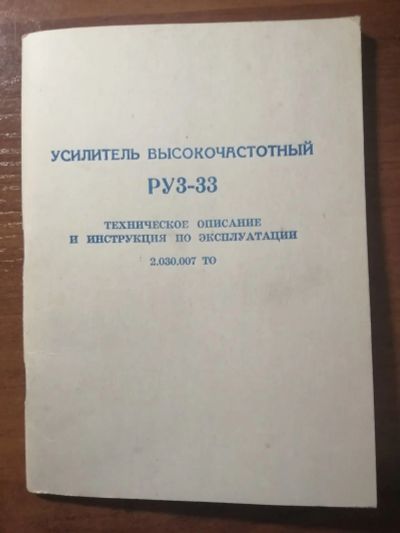 УСИЛИТЕЛЬ ВЫСОКОЧАСТОТНЫЙ
РУЗ-33
ТЕХНИЧЕСКОЕ ОПИСАНИЕ
И ИНСТРУКЦИЯ ПО ЭКСПЛУАТАЦИИ
2.030.007 ТО